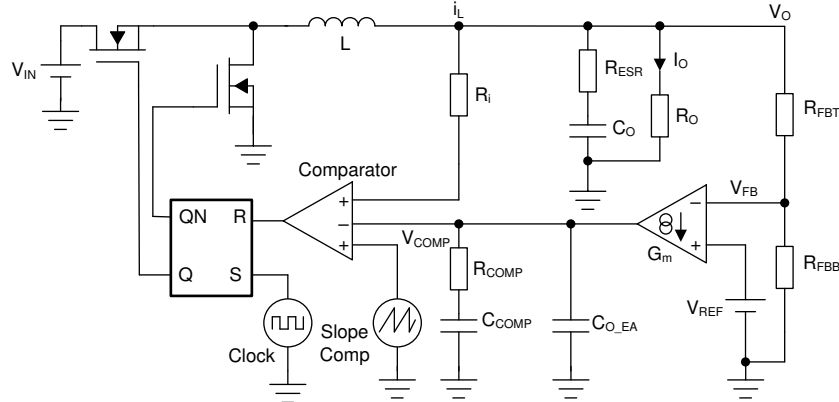 i_L
V_O
V_IN
L
R_ESR
I_O
R_i
C_O
R_O
R_FBT
Comparator
V_FB
QN
R
+
−
+
−
+
V_COMP
G_m
Q
S
R_COMP
R_FBB
V_REF
C_COMP
C_O_EA
Clock
Slope
Comp